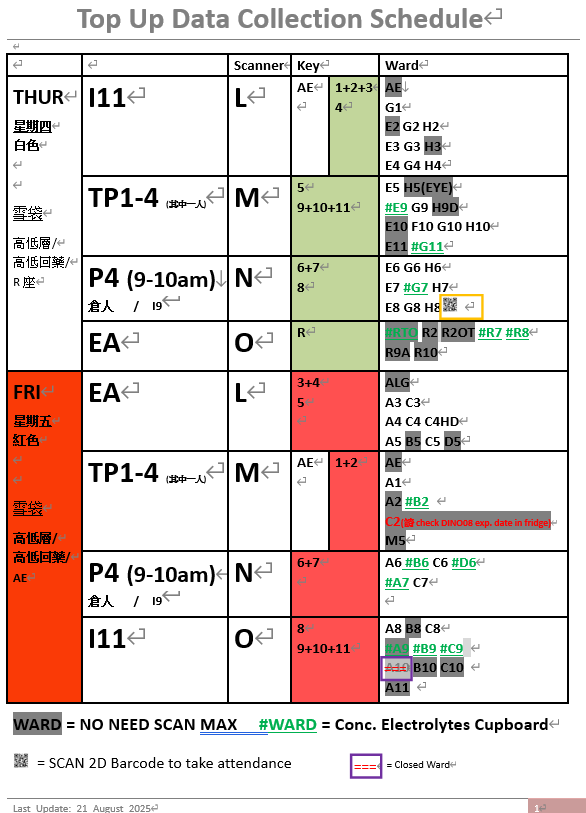 Top Up Data Collection Schedule
Scanner Key Ward
THUR
星期四
白色
雪袋
高低層/
高低回藥/
R 座
I11 L AE 1+2+3
4
AE
G1
E2 G2 H2
E3 G3 H3
E4 G4 H4
TP1-4 (其中一人) M 5
9+10+11
E5 H5(EYE)
#E9 G9 H9D
E10 F10 G10 H10
E11 #G11
P4 (9-10am)
倉人 / I9
N 6+7
8
E6 G6 H6
E7 #G7 H7
E8 G8 H8
EA O R
#RTO R2 R2OT #R7 #R8
R9A R10
FRI
星期五
紅色
雪袋
高低層/
高低回藥/
AE
EA L 3+4
5
ALG
A3 C3
A4 C4 C4HD
A5 B5 C5 D5
TP1-4 (其中一人) M AE 1+2
AE
A1
A2 #B2
C2( check DINO08 exp. date in fridge)
M5
P4 (9-10am)
倉人 / I9
N 6+7
A6 #B6 C6 #D6
#A7 C7
I11 O 8
9+10+11
A8 B8 C8
#A9 #B9 #C9
A10 B10 C10
A11
WARD = NO NEED SCAN MAX #WARD = Conc. Electrolytes Cupboard
= SCAN 2D Barcode to take attendance
=== = Closed Ward
Last Update: 21 August 2025
1